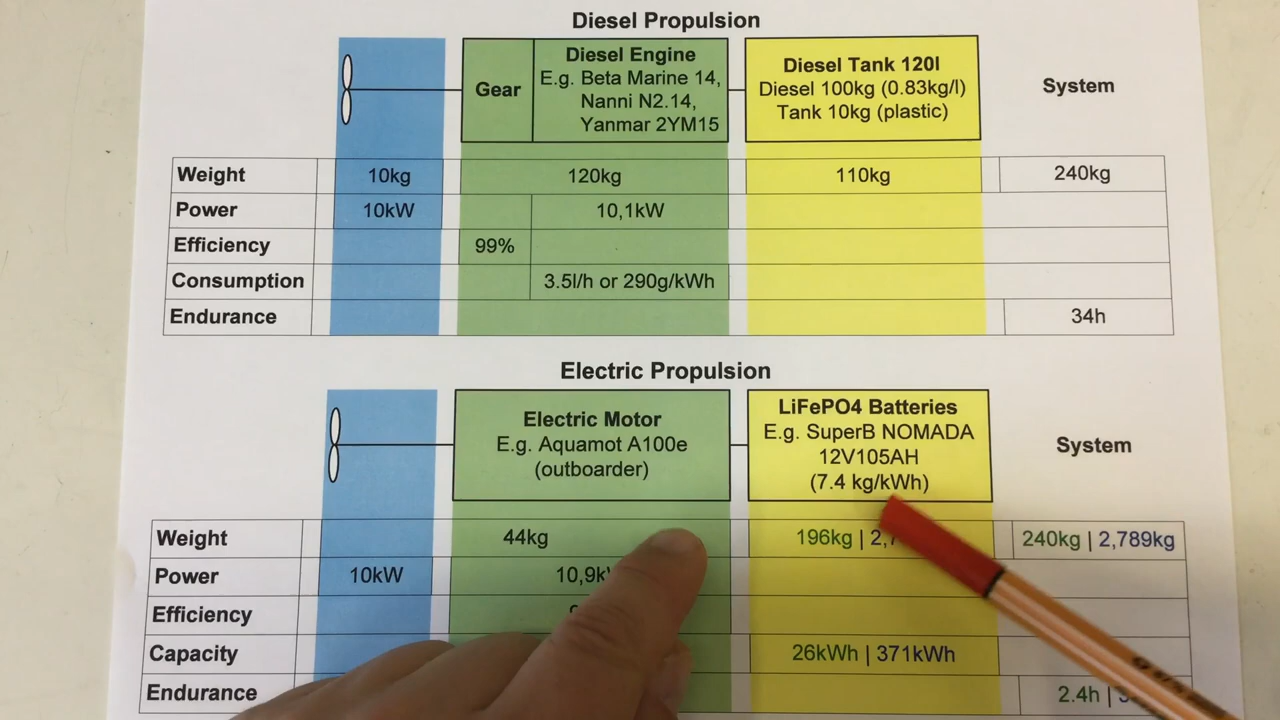 Diesel Propulsion
Gear
Diesel Engine
E.g. Beta Marine 14,
Nanni N2.14,
Yanmar 2YM15
Diesel Tank 120l
Diesel 100kg (0.83kg/l)
Tank 10kg (plastic)
System
Weight 10kg 120kg 110kg 240kg
Power 10kW 10,1kW
Efficiency 99%
Consumption 3.5l/h or 290g/kWh
Endurance 34h
Electric Propulsion
Electric Motor
E.g. Aquamot A100e
(outboarder)
LiFePO4 Batteries
E.g. SuperB NOMADA
12V105AH
(7.4 kg/kWh)
System
Weight 44kg 196kg | 240kg | 2,789kg
Power 10kW
Efficiency
Capacity 26kWh | 371kWh
Endurance 2.4h |